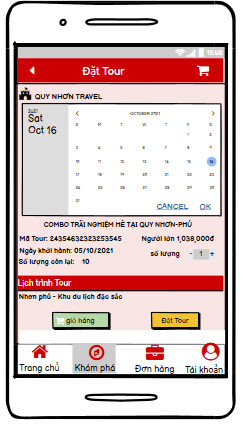 15:08
Đặt Tour
QUY NHƠN TRAVEL
2021
Sat
Oct 16
OCTOBER 2021
S M T W T F S
1 2
3 4 5 6 7 8 9
10 11 12 13 14 15 16
17 18 19 20 21 22 23
24 25 26 27 28 29 30
31
CANCEL OK
COMBO TRẢI NGHIỆM HÈ TẠI QUY NHƠN-PHÚ
Mã Tour: 24354632323253545 Người lớn 1,038,000đ
Ngày khởi hành: 05/10/2021
số lượng - 1 +
Số lượng còn lại: 10
Lịch trình Tour
Nhơn phú - Khu du lịch đặc sắc
giỏ hàng Đặt Tour
Trang chủ Khám phá Đơn hàng Tài khoản